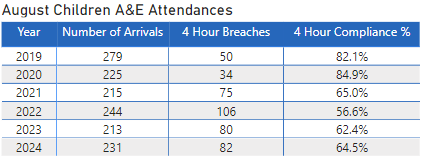 August Children A&E Attendances
Year Number of Arrivals 4 Hour Breaches 4 Hour Compliance %
2019 279 50 82.1%
2020 225 34 84.9%
2021 215 75 65.0%
2022 244 106 56.6%
2023 213 80 62.4%
2024 231 82 64.5%